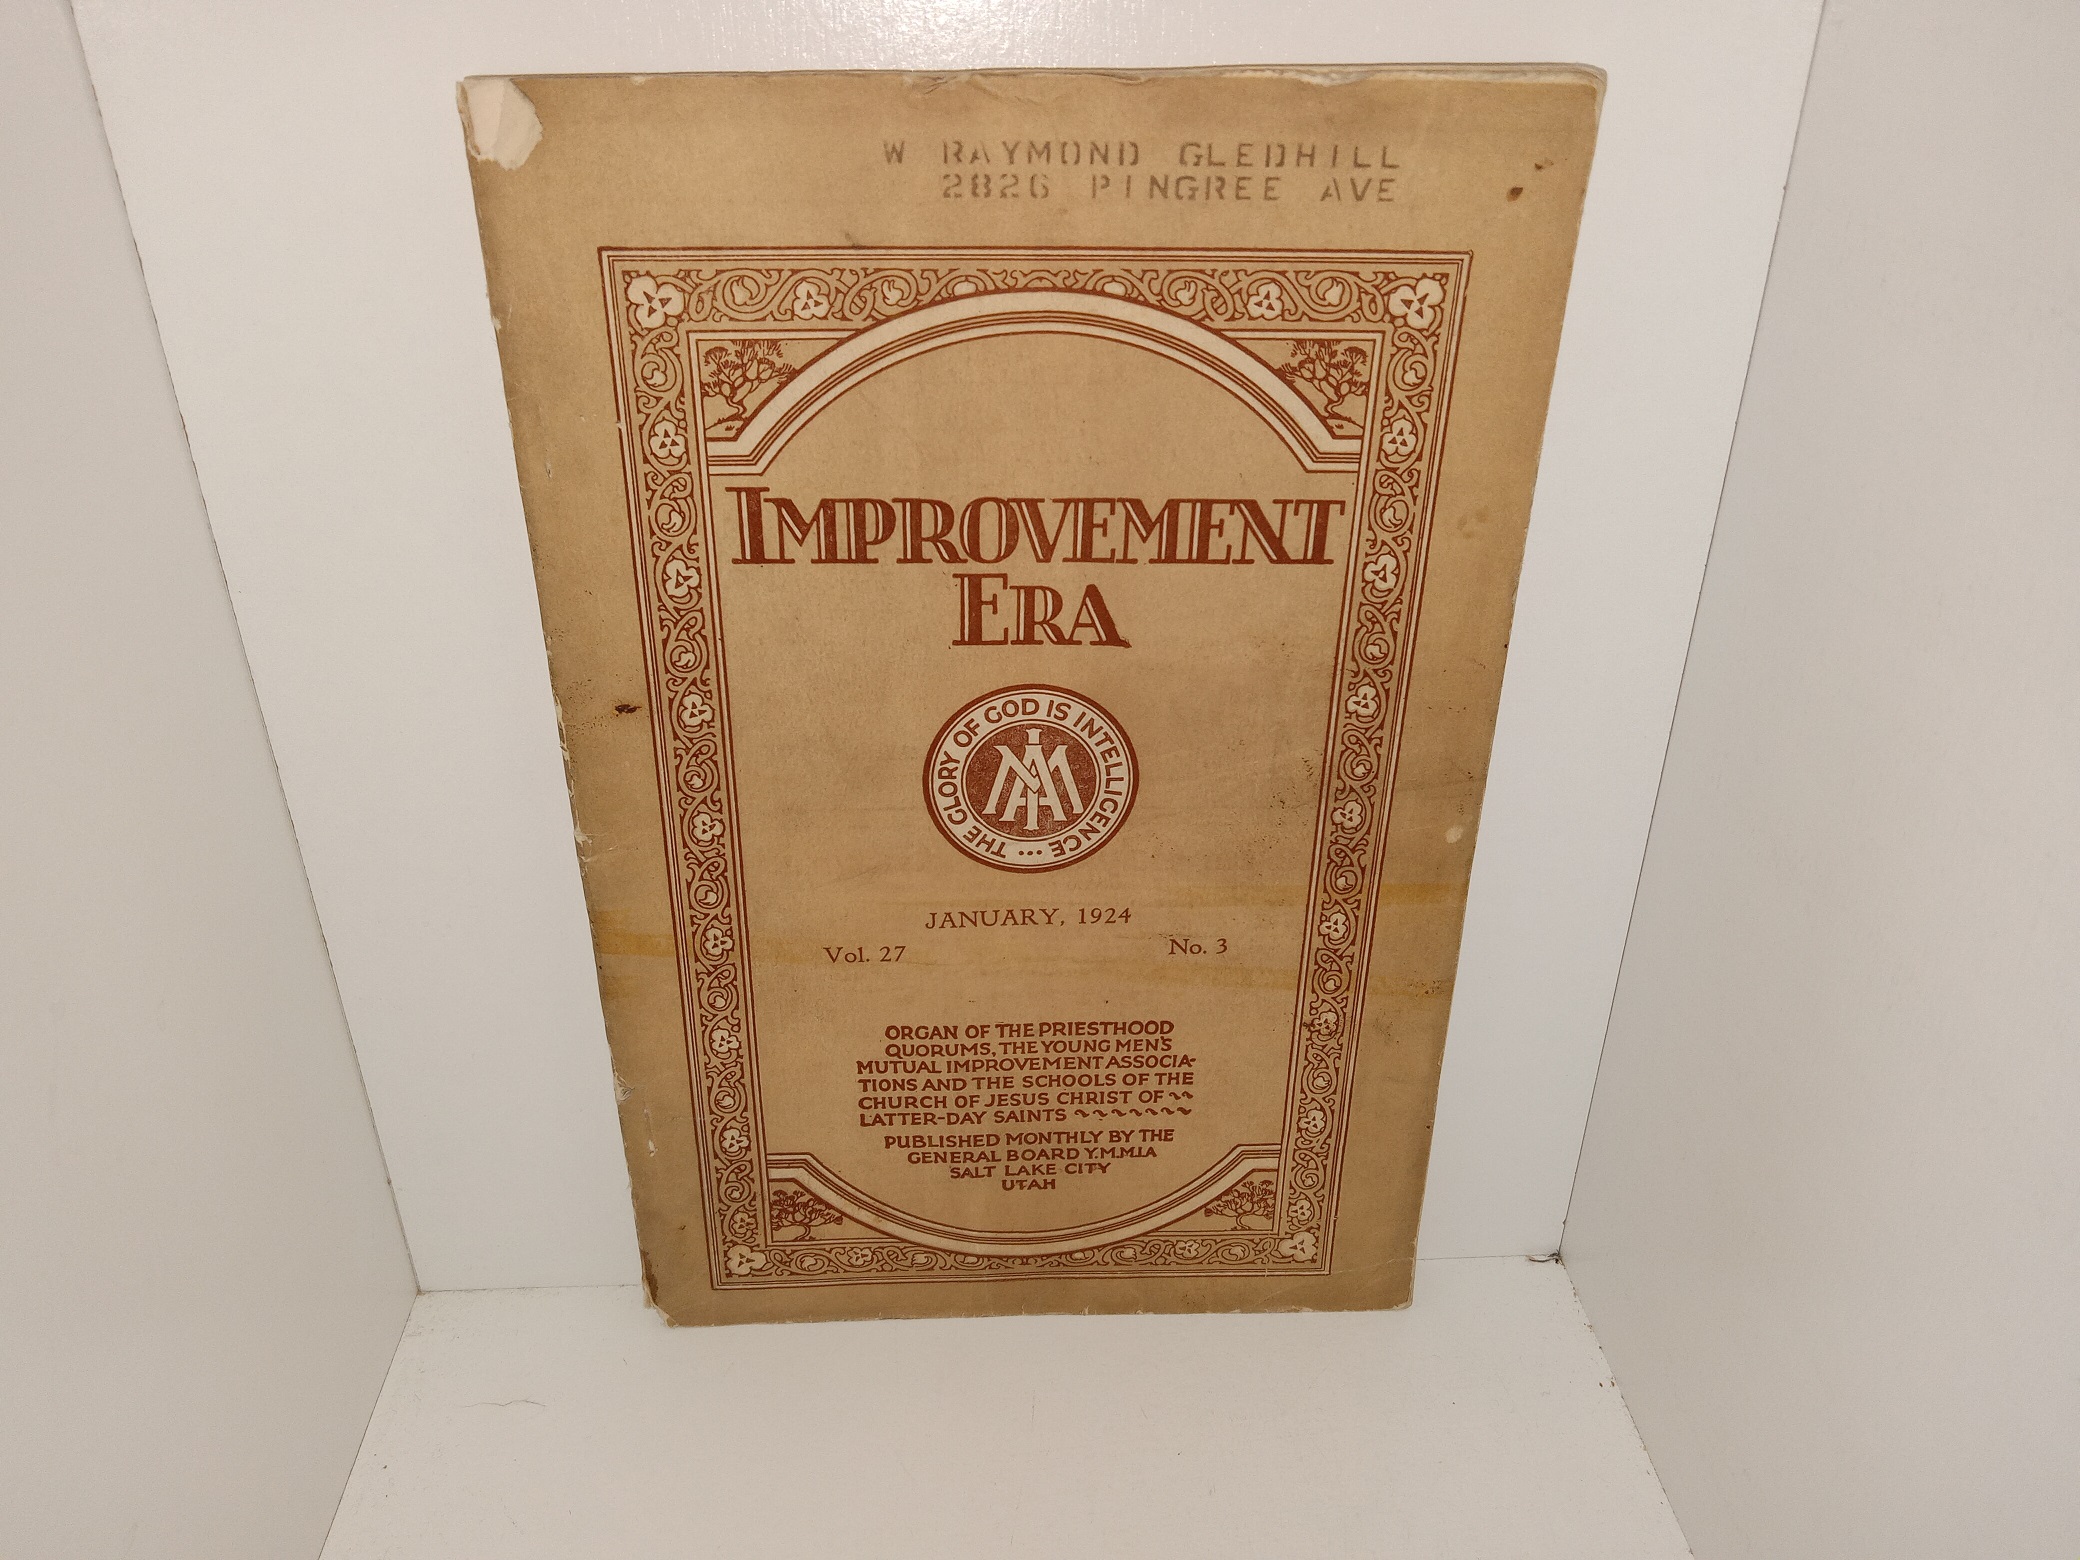 W RAYMOND GLEDHILL
2826 PINGREE AVE
IMPROVEMENT
ERA
THE GLORY OF GOD IS INTELLIGENCE ...
YMMIA
JANUARY, 1924
Vol. 27 No. 3
ORGAN OF THE PRIESTHOOD
QUORUMS, THE YOUNG MEN'S
MUTUAL IMPROVEMENT ASSOCIA-
TIONS AND THE SCHOOLS OF THE
CHURCH OF JESUS CHRIST OF ~~
LATTER-DAY SAINTS ~~~~~~~
PUBLISHED MONTHLY BY THE
GENERAL BOARD Y.M.M.I.A
SALT LAKE CITY
UTAH